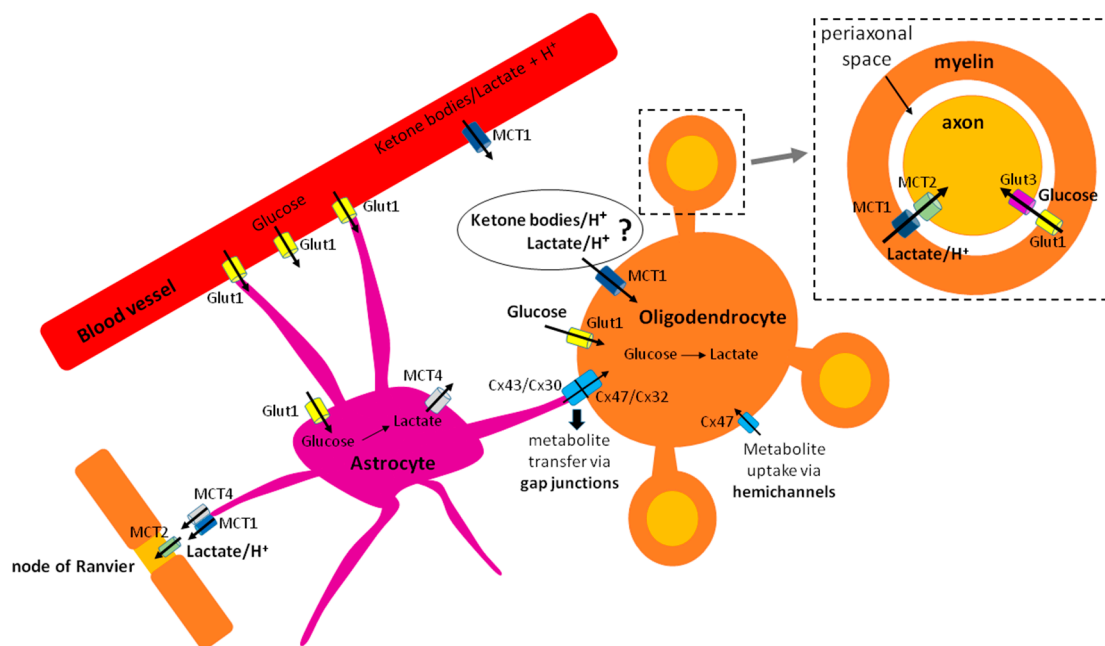 Ketone bodies/Lactate + H⁺
MCT1
Glucose
Glut1
Glut1
Glut1
Blood vessel
Ketone bodies/H⁺
Lactate/H⁺ ?
MCT1
Glucose
Glut1
Oligodendrocyte
Glucose
Lactate
Cx43/Cx30
Cx47/Cx32
metabolite
transfer via
gap junctions
Cx47
Metabolite
uptake via
hemichannels
MCT4
Glut1
Glucose
Lactate
Astrocyte
MCT4
MCT1
MCT2
Lactate/H⁺
node of Ranvier
periaxonal
space
myelin
axon
MCT2
MCT1
Lactate/H⁺
Glut3
Glucose
Glut1